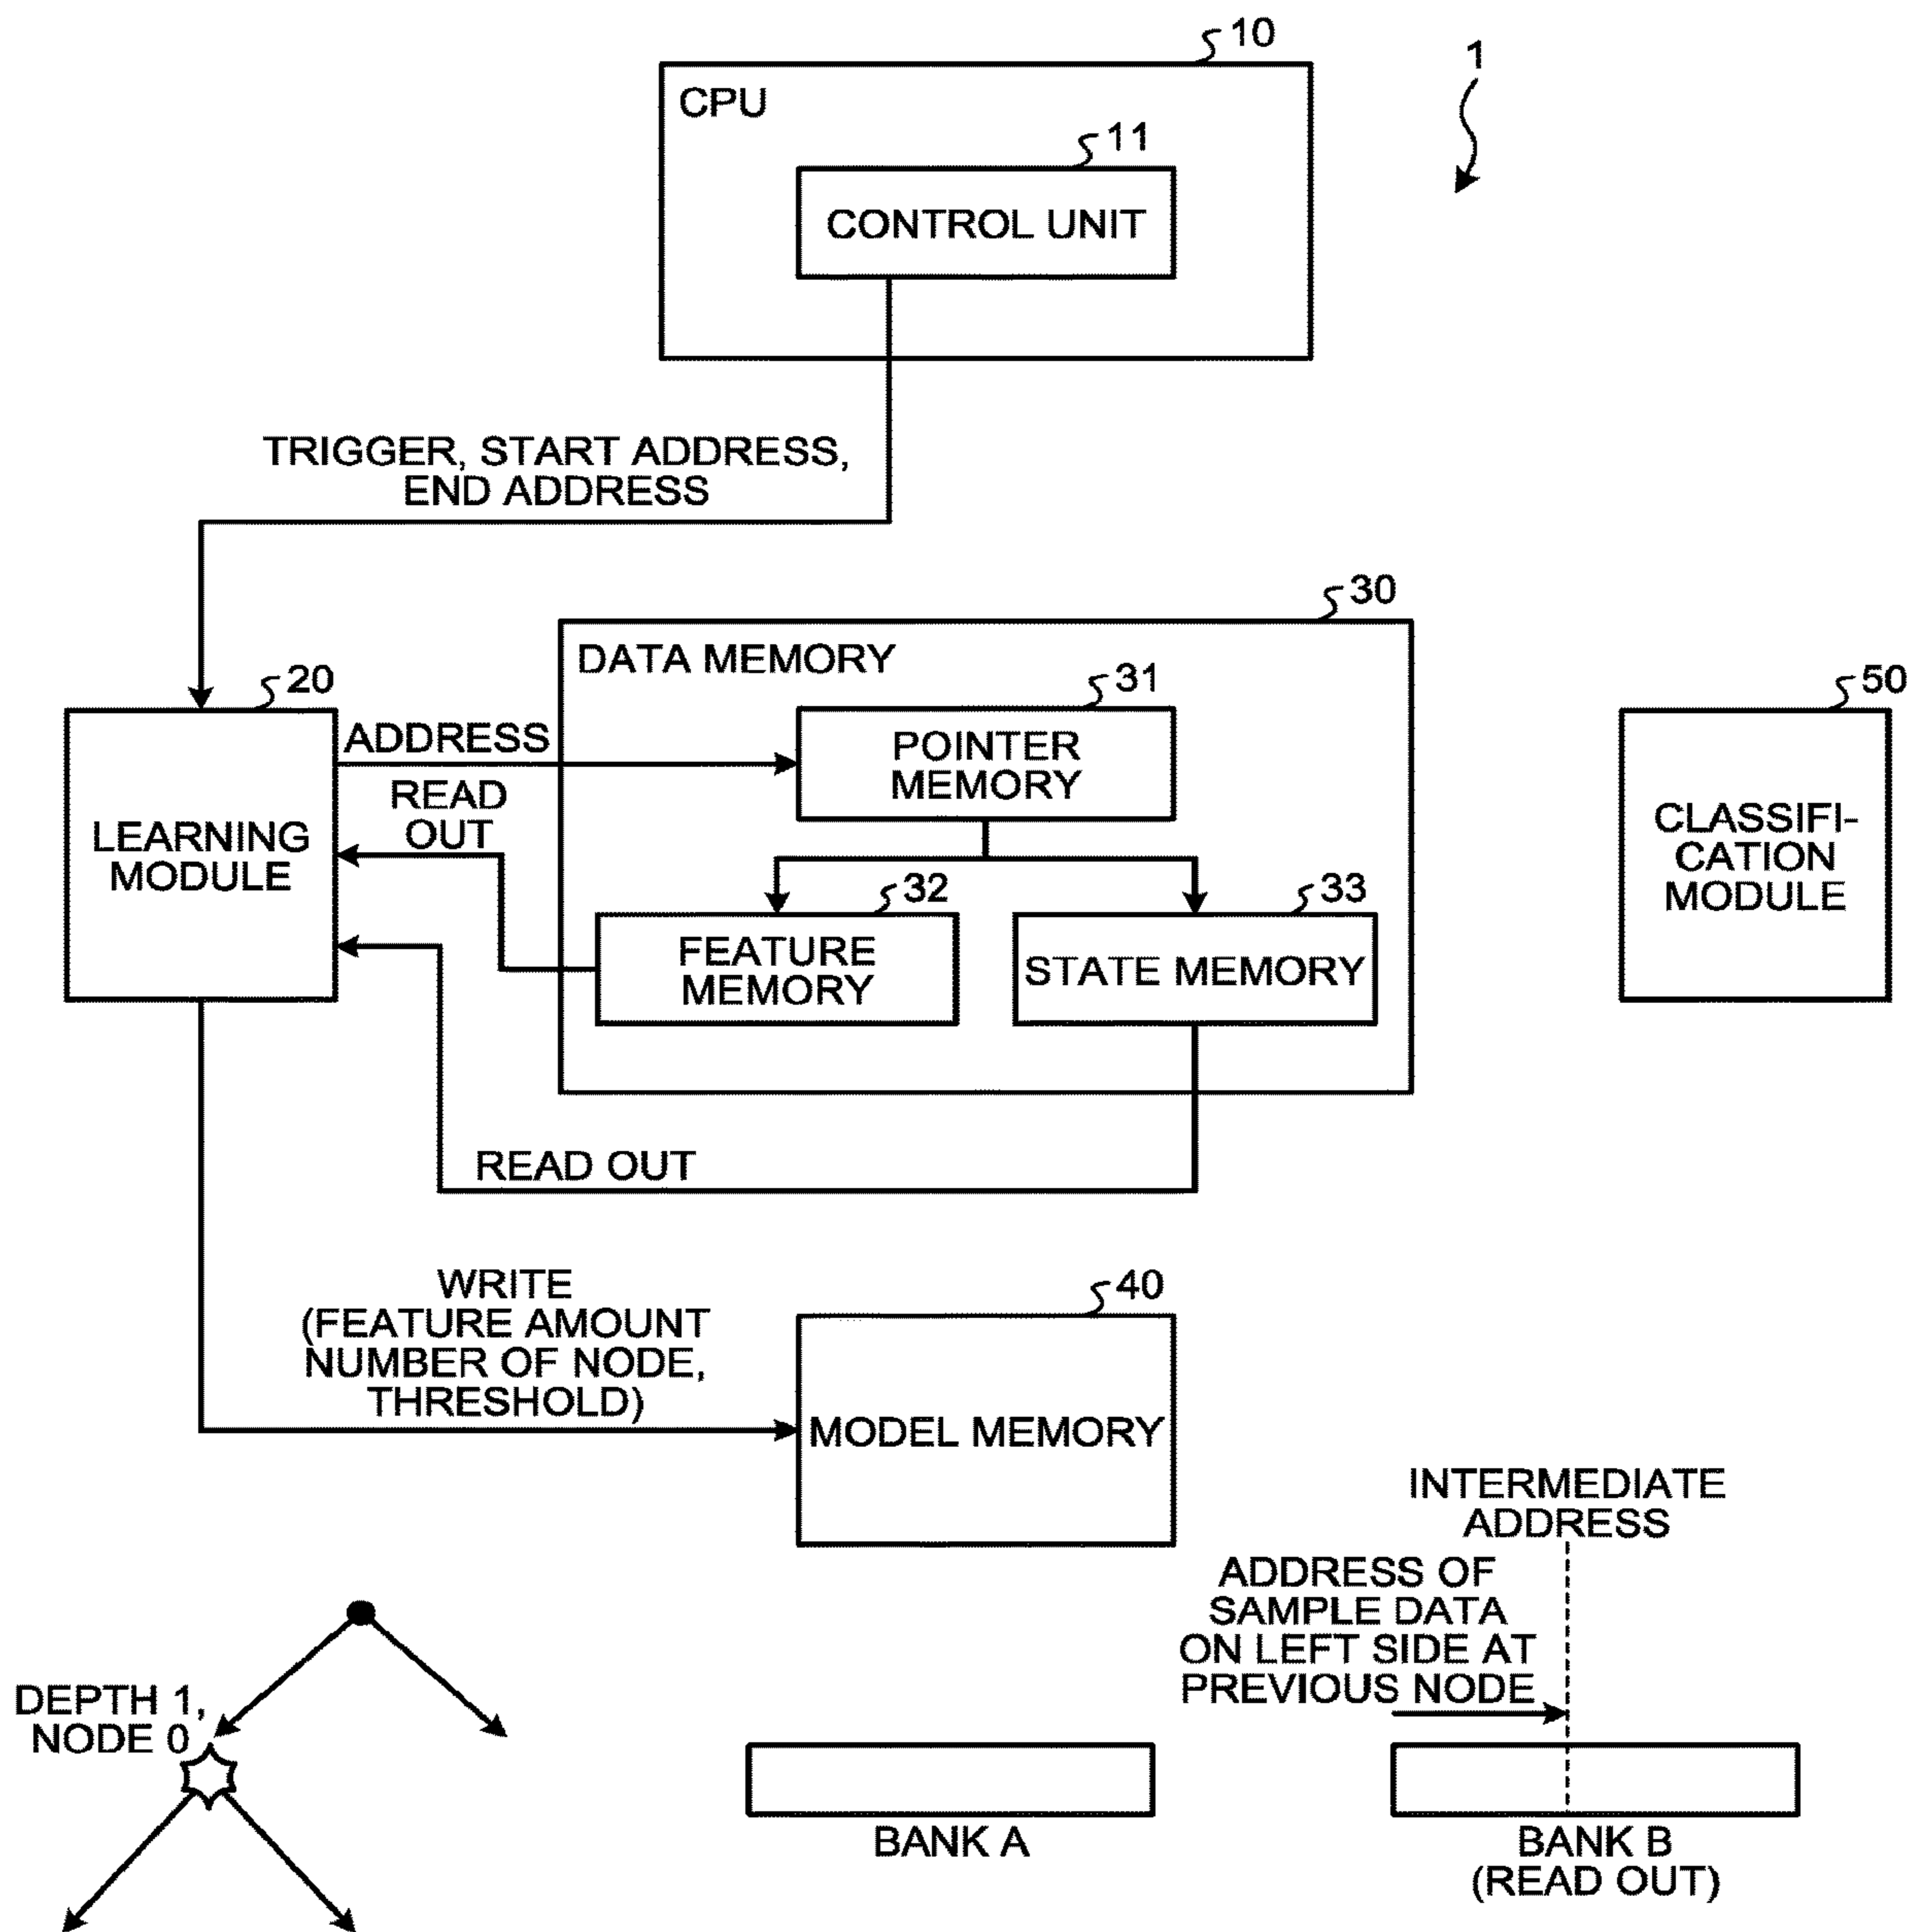 10
1
CPU
11
CONTROL UNIT
TRIGGER, START ADDRESS,
END ADDRESS
30
DATA MEMORY
20
31
50
ADDRESS
POINTER
MEMORY
READ
OUT
LEARNING
MODULE
CLASSIFI-
CATION
MODULE
32
33
FEATURE
MEMORY
STATE MEMORY
READ OUT
WRITE
(FEATURE AMOUNT
NUMBER OF NODE,
THRESHOLD)
40
MODEL MEMORY
INTERMEDIATE
ADDRESS
ADDRESS OF
SAMPLE DATA
ON LEFT SIDE AT
PREVIOUS NODE
DEPTH 1,
NODE 0
BANK A
BANK B
(READ OUT)